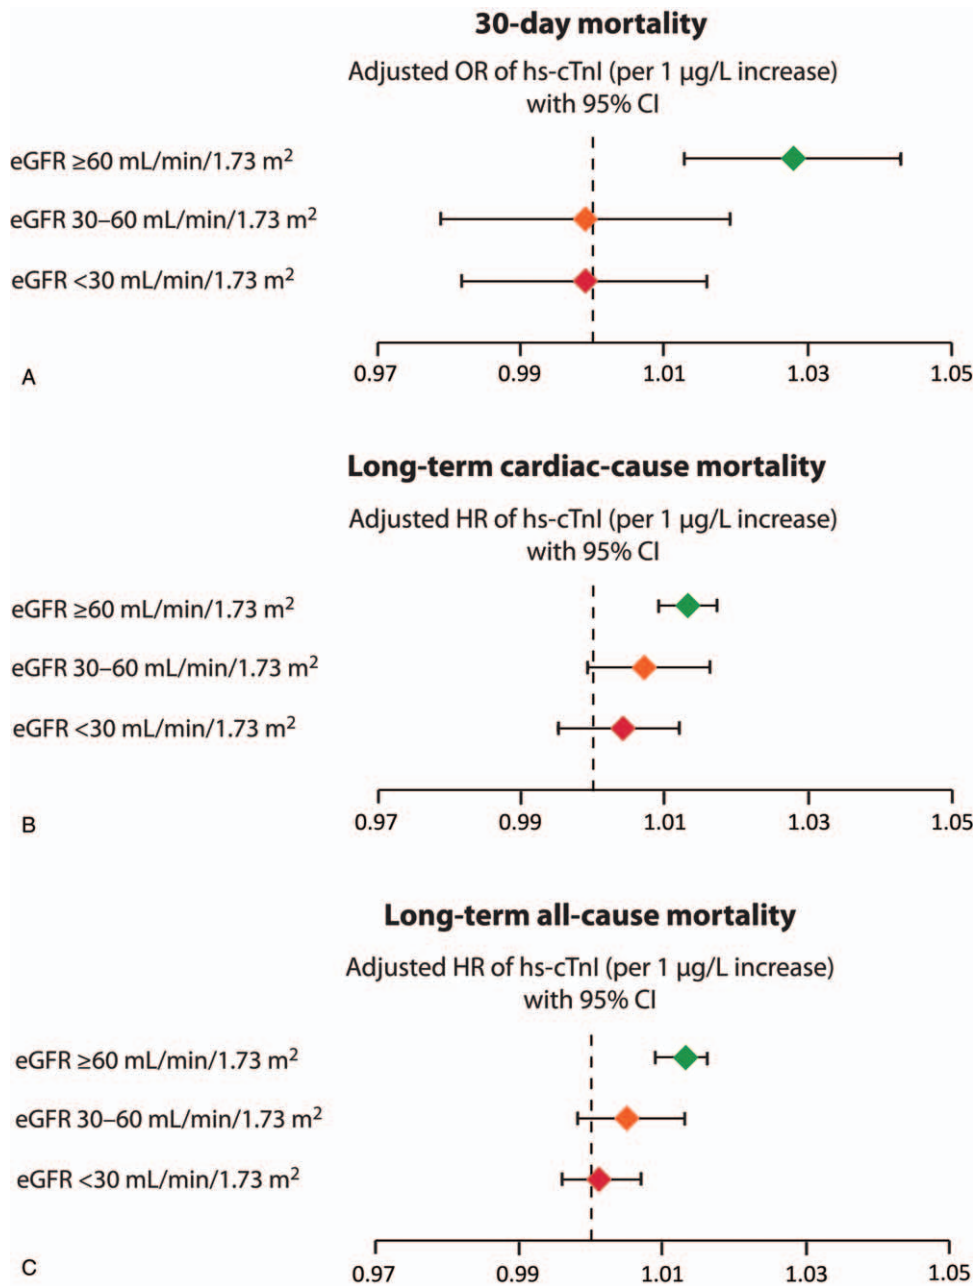 30-day mortality
Adjusted OR of hs-cTnI (per 1 µg/L increase)
with 95% CI
eGFR ≥60 mL/min/1.73 m²
eGFR 30–60 mL/min/1.73 m²
eGFR <30 mL/min/1.73 m²
A
0.97 0.99 1.01 1.03 1.05
Long-term cardiac-cause mortality
Adjusted HR of hs-cTnI (per 1 µg/L increase)
with 95% CI
eGFR ≥60 mL/min/1.73 m²
eGFR 30–60 mL/min/1.73 m²
eGFR <30 mL/min/1.73 m²
B
0.97 0.99 1.01 1.03 1.05
Long-term all-cause mortality
Adjusted HR of hs-cTnI (per 1 µg/L increase)
with 95% CI
eGFR ≥60 mL/min/1.73 m²
eGFR 30–60 mL/min/1.73 m²
eGFR <30 mL/min/1.73 m²
C
0.97 0.99 1.01 1.03 1.05